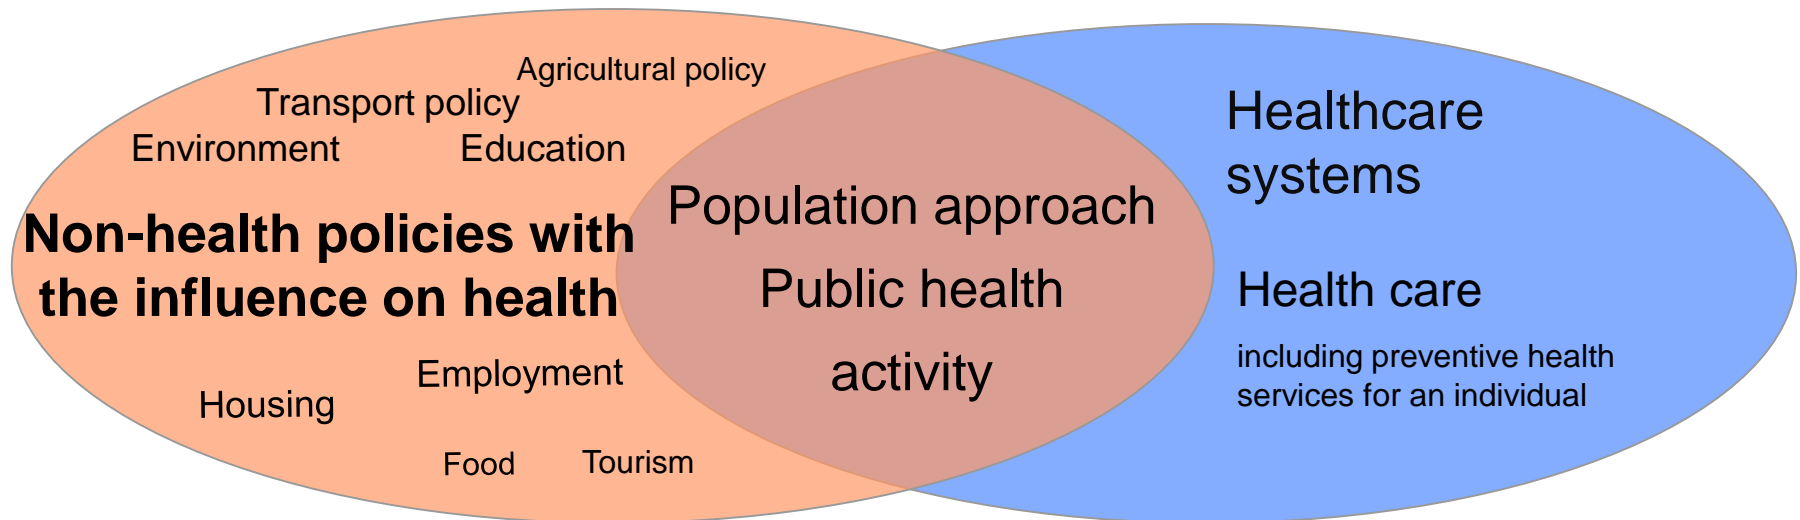 Agricultural policy
Transport policy
Environment
Education
Non-health policies with
the influence on health
Employment
Housing
Food
Tourism
Population approach
Public health
activity
Healthcare
systems
Health care
including preventive health
services for an individual